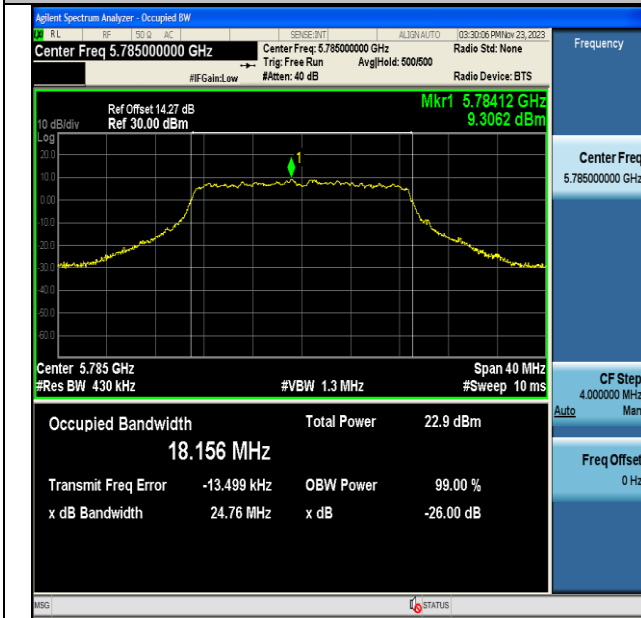 Agilent Spectrum Analyzer - Occupied BW
RL RF 50 Ω AC SENSE:INT ALIGN AUTO 03:30:06 PM Nov 23, 2023
Center Freq 5.785000000 GHz Center Freq: 5.785000000 GHz Radio Std: None
Trig: Free Run Avg|Hold: 500/500
#IFGain:Low #Atten: 40 dB Radio Device: BTS
Frequency
Ref Offset 14.27 dB Mkr1 5.78412 GHz
10 dB/div Ref 30.00 dBm 9.3062 dBm
Log
20.0
10.0
0.00
-10.0
-20.0
-30.0
-40.0
-50.0
-60.0
1
Center Freq
5.785000000 GHz
Center 5.785 GHz Span 40 MHz
#Res BW 430 kHz #VBW 1.3 MHz #Sweep 10 ms
CF Step
4.000000 MHz
Auto Man
Occupied Bandwidth Total Power 22.9 dBm
18.156 MHz
Transmit Freq Error -13.499 kHz OBW Power 99.00 %
x dB Bandwidth 24.76 MHz x dB -26.00 dB
Freq Offset
0 Hz
MSG STATUS